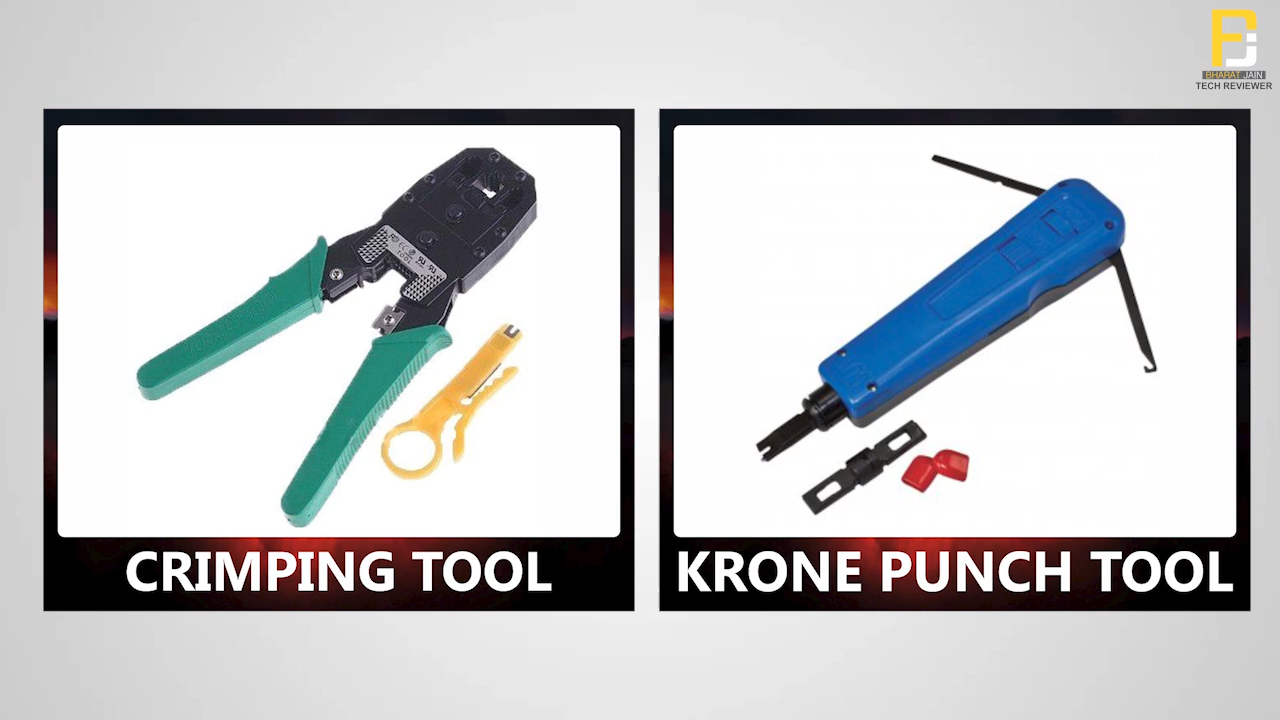 BHARAT JAIN
TECH REVIEWER
CRIMPING TOOL
KRONE PUNCH TOOL